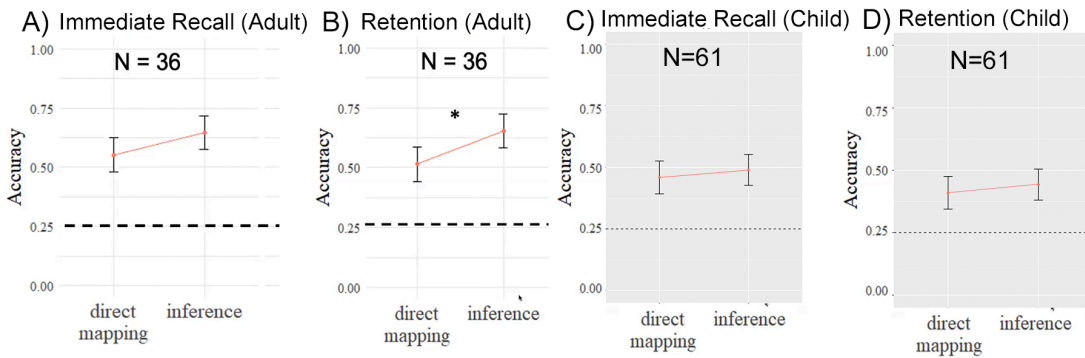 A) Immediate Recall (Adult)
N = 36
1.00
0.75
0.50
0.25
0.00
Accuracy
direct mapping
inference
B) Retention (Adult)
N = 36
*
1.00
0.75
0.50
0.25
0.00
Accuracy
direct mapping
inference
C) Immediate Recall (Child)
N=61
1.00
0.75
0.50
0.25
0.00
Accuracy
direct
mapping
inference
D) Retention (Child)
N=61
1.00
0.75
0.50
0.25
0.00
Accuracy
direct
mapping
inference